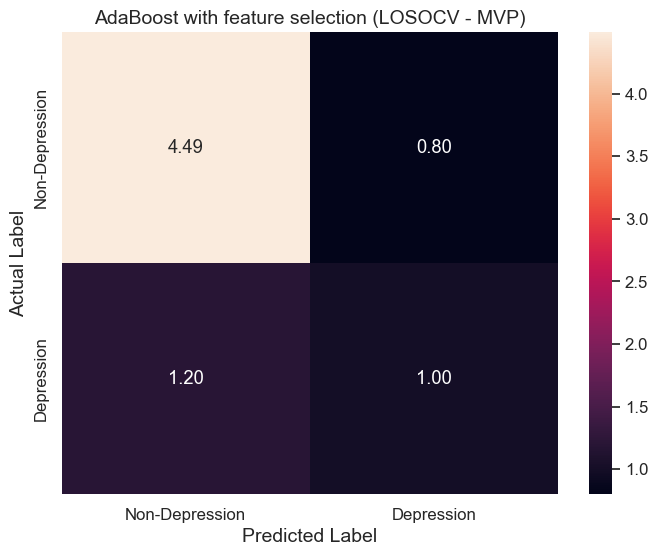 AdaBoost with feature selection (LOSOCV - MVP)
Actual Label
Non-Depression
Depression
4.49
0.80
1.20
1.00
Non-Depression
Depression
Predicted Label
4.0
3.5
3.0
2.5
2.0
1.5
1.0